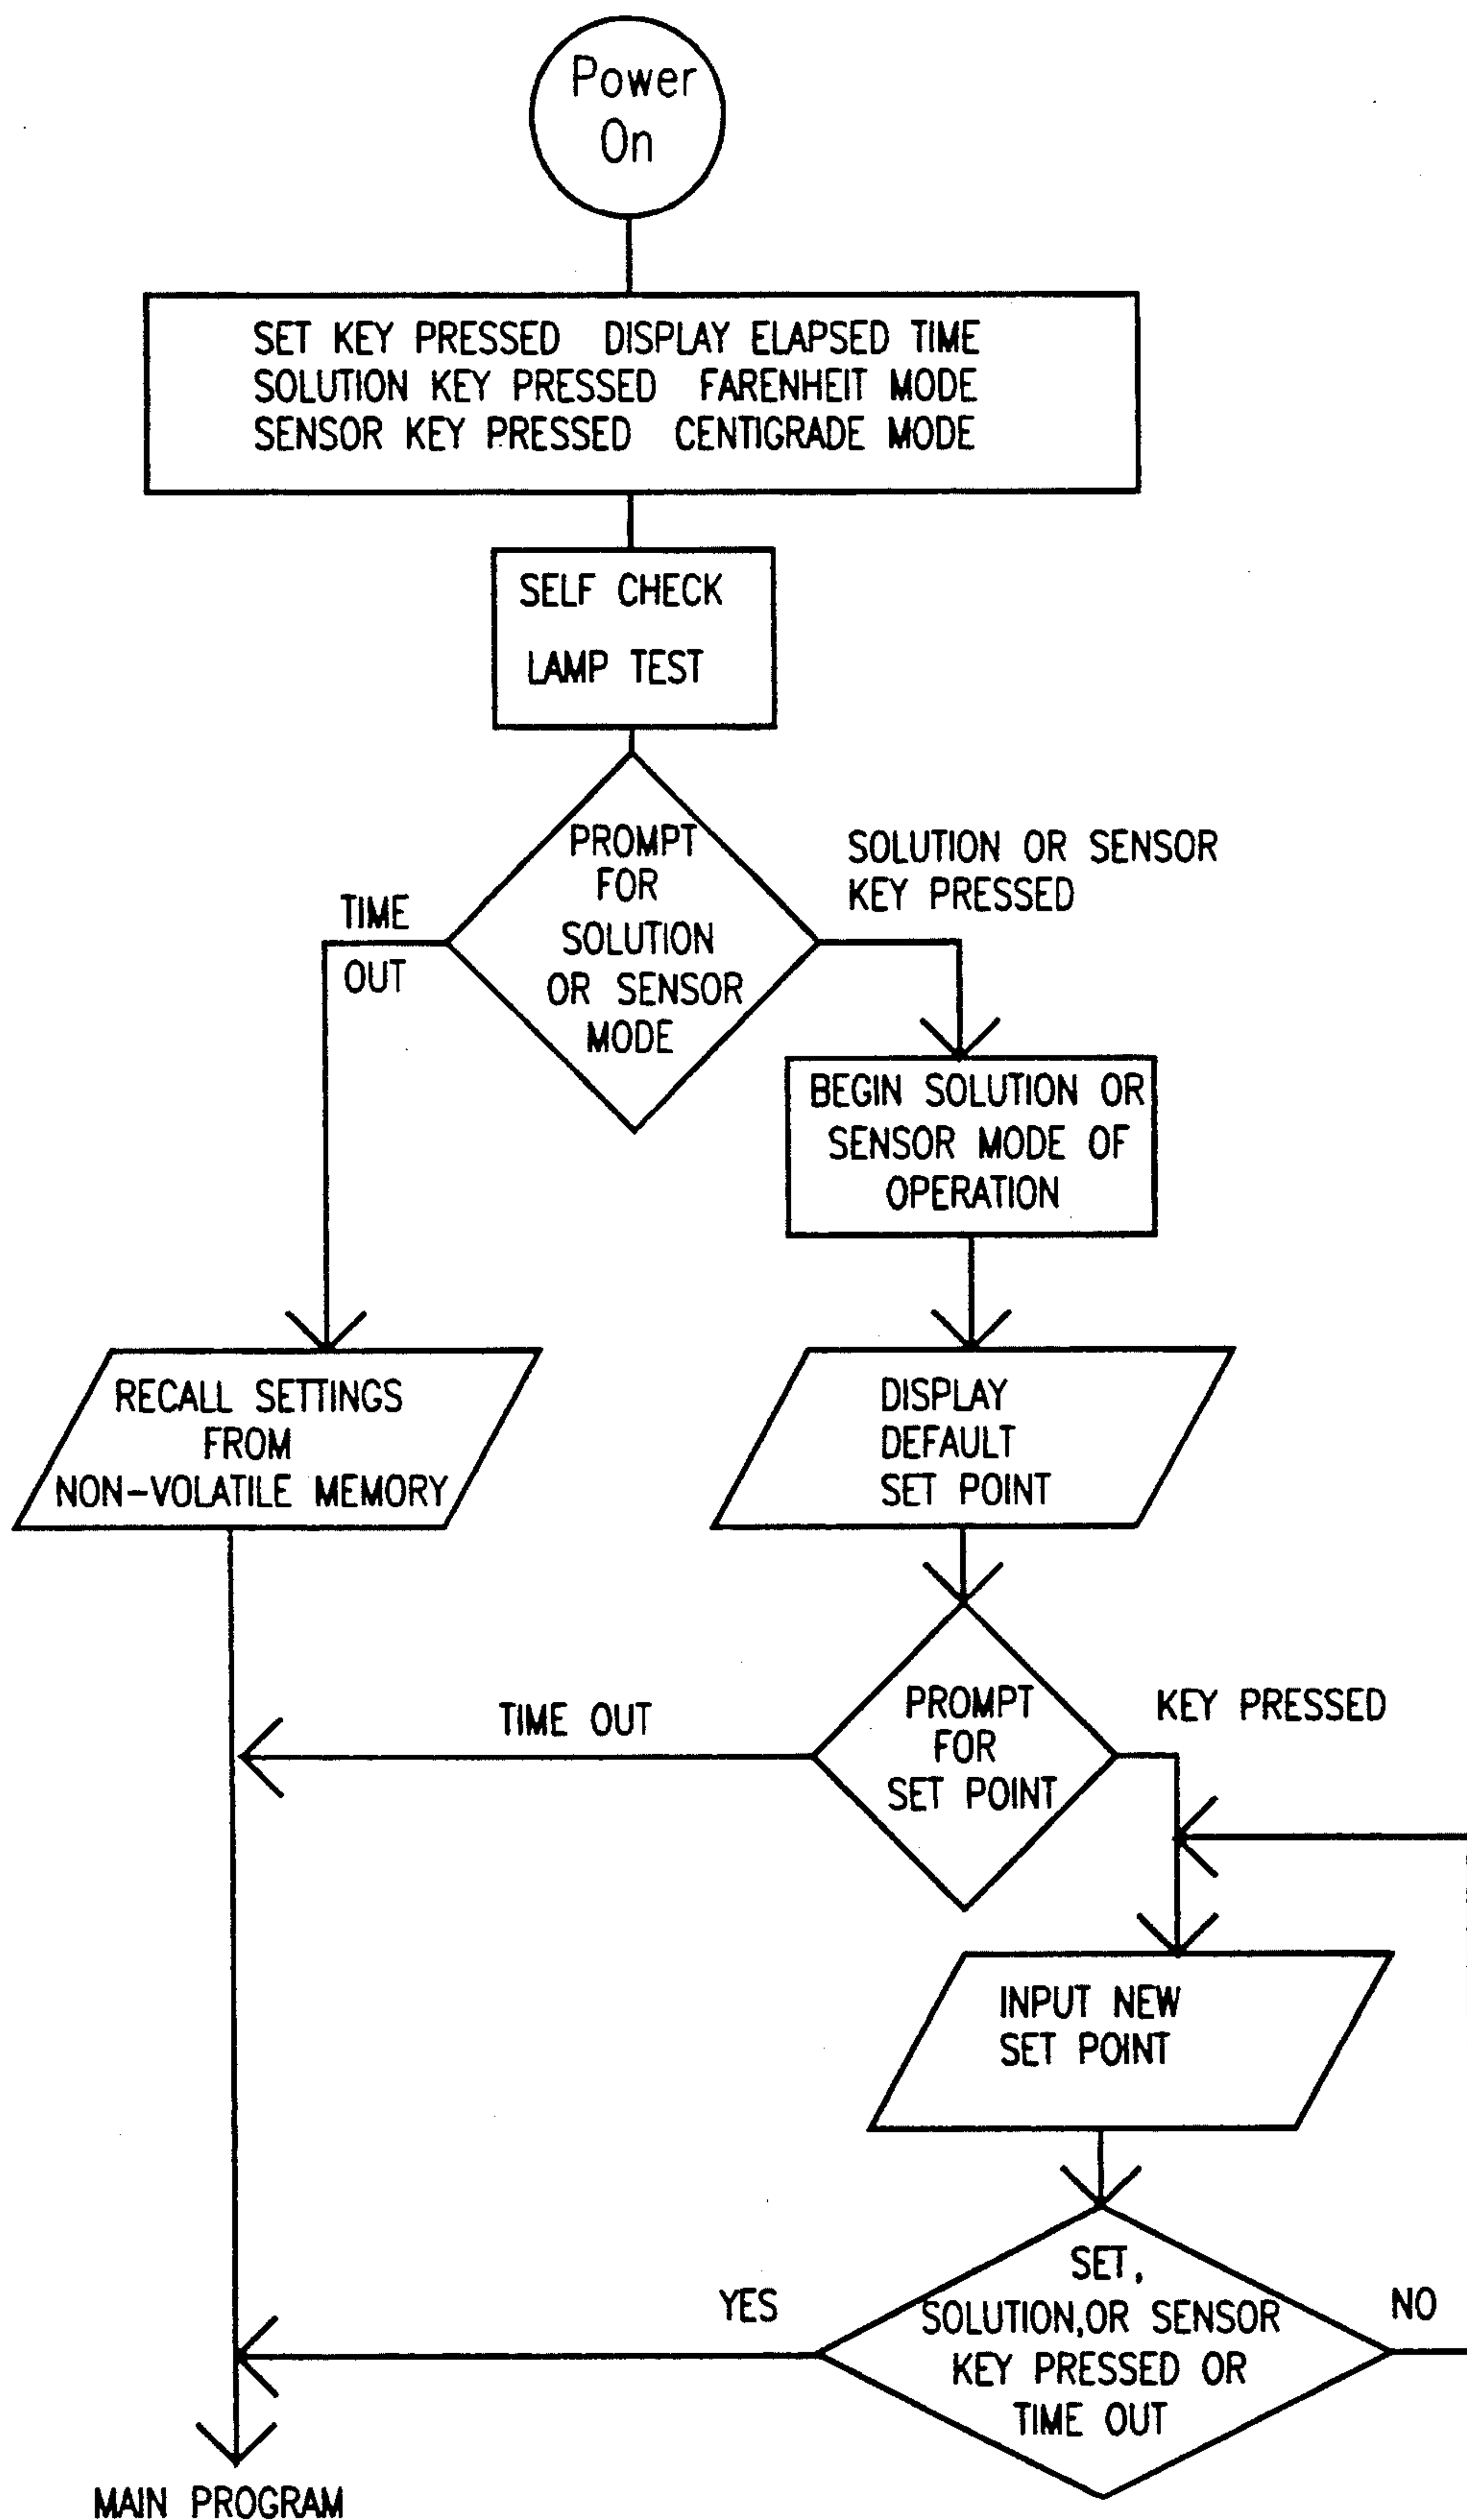 Power
On
SET KEY PRESSED DISPLAY ELAPSED TIME
SOLUTION KEY PRESSED FARENHEIT MODE
SENSOR KEY PRESSED CENTIGRADE MODE
SELF CHECK
LAMP TEST
PROMPT
FOR
SOLUTION
OR SENSOR
MODE
SOLUTION OR SENSOR
KEY PRESSED
TIME
OUT
BEGIN SOLUTION OR
SENSOR MODE OF
OPERATION
RECALL SETTINGS
FROM
NON-VOLATILE MEMORY
DISPLAY
DEFAULT
SET POINT
PROMPT
FOR
SET POINT
TIME OUT
KEY PRESSED
INPUT NEW
SET POINT
SET,
SOLUTION,OR SENSOR
KEY PRESSED OR
TIME OUT
YES
NO
MAIN PROGRAM